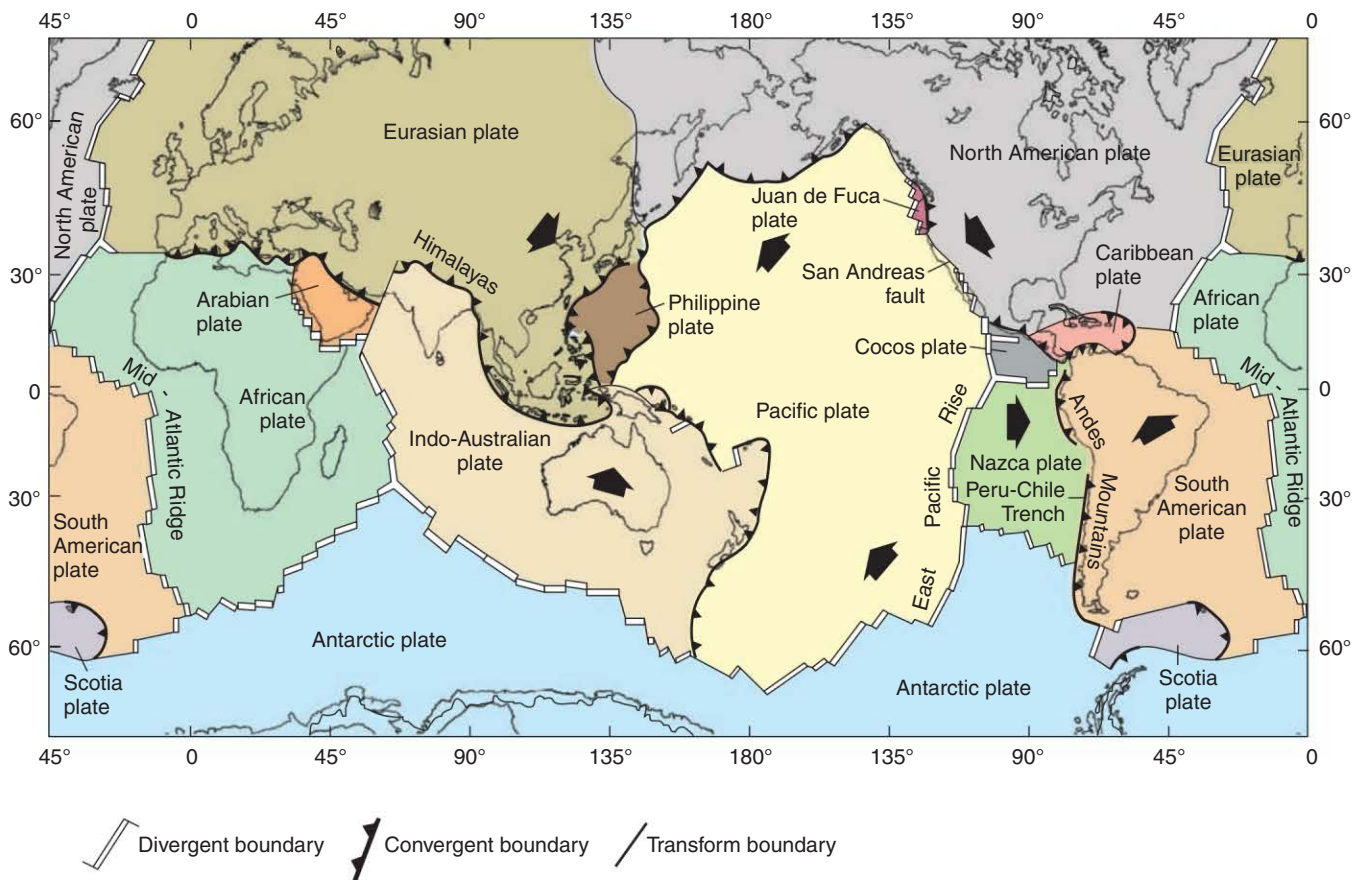 45° 0 45° 90° 135° 180° 135° 90° 45° 0
60°
60°
North American
plate
Eurasian plate
North American plate
Eurasian
plate
Juan de Fuca
plate
Himalayas
Caribbean
plate
30°
30°
San Andreas
fault
Arabian
plate
Philippine
plate
African
plate
Cocos plate
0
0
Mid - Atlantic Ridge
African
plate
Indo-Australian
plate
Pacific plate
East Pacific Rise
Andes Mountains
Mid - Atlantic Ridge
Nazca plate
Peru-Chile
Trench
South
American
plate
30°
30°
South
American
plate
Antarctic plate
60°
60°
Scotia
plate
Antarctic plate
Scotia
plate
45° 0 45° 90° 135° 180° 135° 90° 45° 0
Divergent boundary
Convergent boundary
Transform boundary